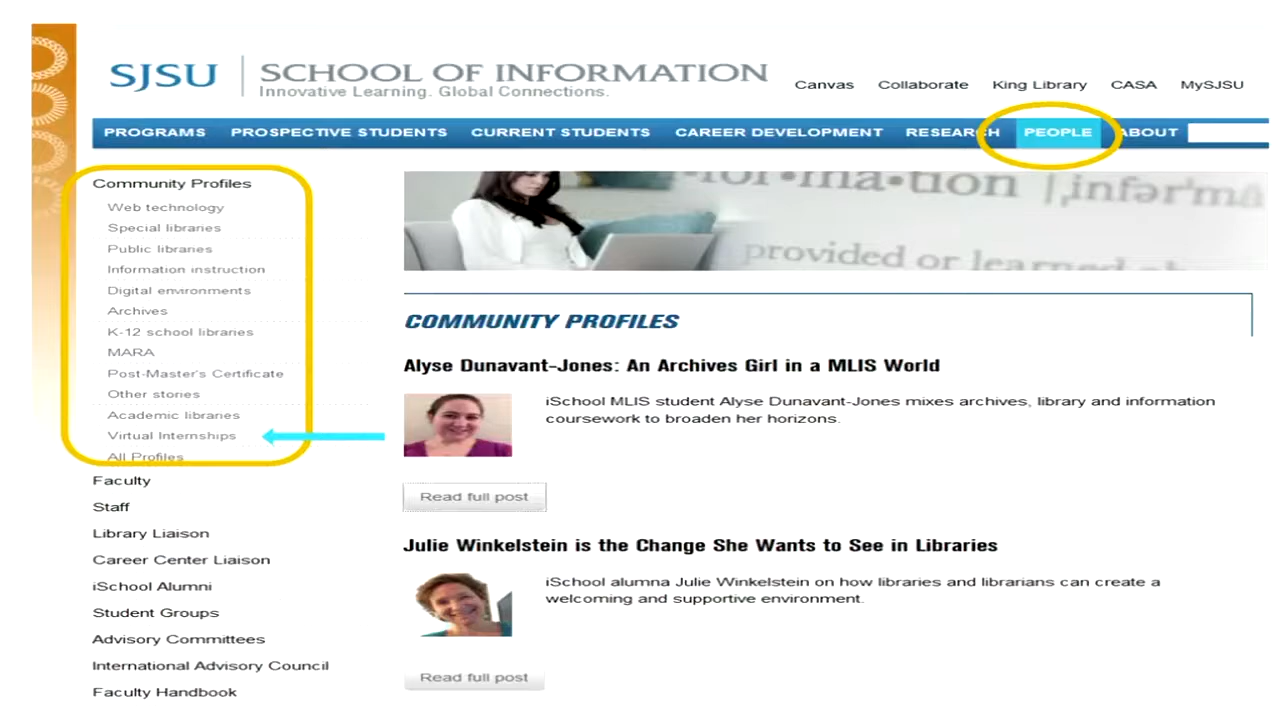 SJSU
SCHOOL OF INFORMATION
Innovative Learning. Global Connections.
Canvas Collaborate King Library CASA MySJSU
PROGRAMS PROSPECTIVE STUDENTS CURRENT STUDENTS CAREER DEVELOPMENT RESEARCH PEOPLE ABOUT
Community Profiles
Web technology
Special libraries
Public libraries
Information instruction
Digital environments
Archives
K-12 school libraries
MARA
Post-Master's Certificate
Other stories
Academic libraries
Virtual Internships
All Profiles
Faculty
Staff
Library Liaison
Career Center Liaison
iSchool Alumni
Student Groups
Advisory Committees
International Advisory Council
Faculty Handbook
provided or
COMMUNITY PROFILES
Alyse Dunavant-Jones: An Archives Girl in a MLIS World
iSchool MLIS student Alyse Dunavant-Jones mixes archives, library and information
coursework to broaden her horizons.
Read full post
Julie Winkelstein is the Change She Wants to See in Libraries
iSchool alumna Julie Winkelstein on how libraries and librarians can create a
welcoming and supportive environment.
Read full post